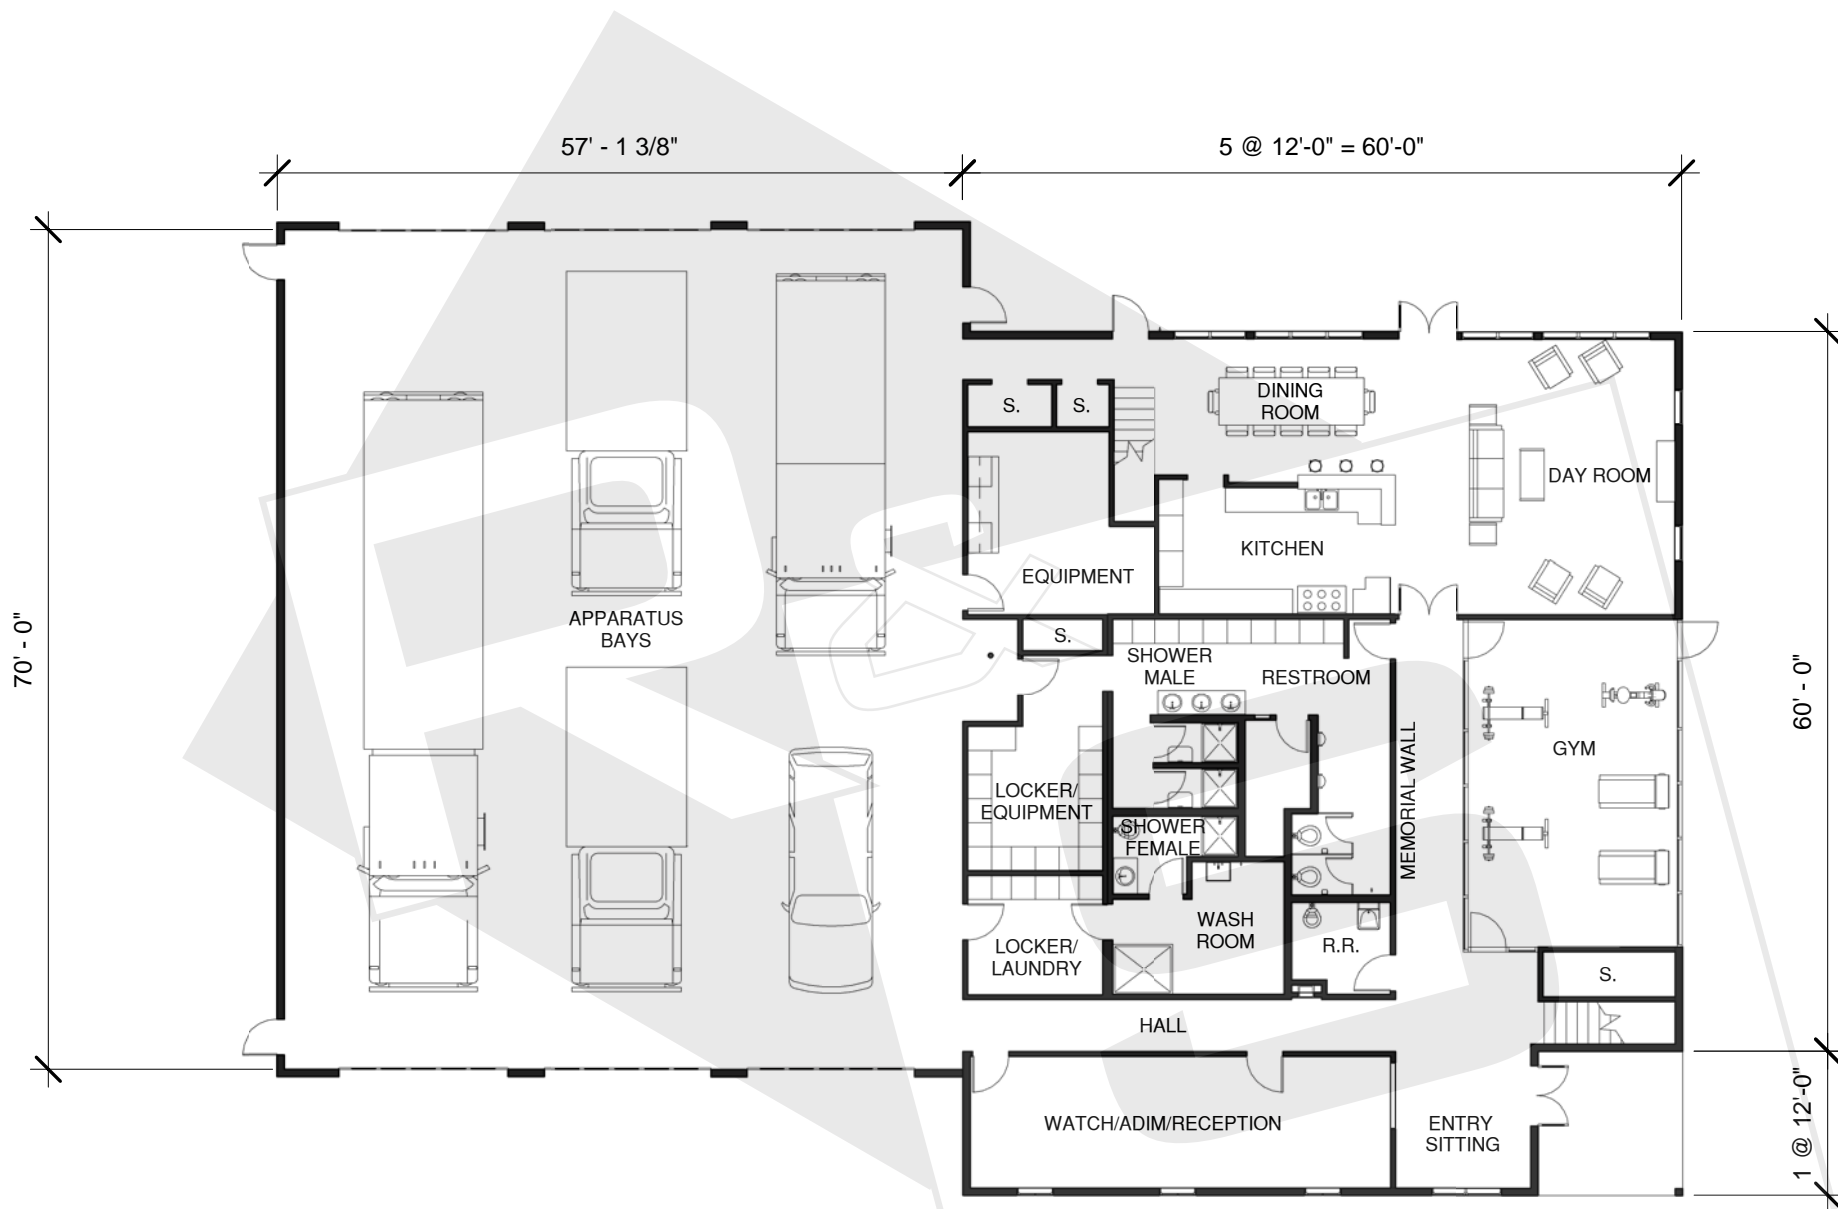 57' - 1 3/8"
5 @ 12'-0" = 60'-0"
70' - 0"
60' - 0"
1 @ 12'-0"
S.
S.
DINING
ROOM
DAY ROOM
KITCHEN
EQUIPMENT
APPARATUS
BAYS
S.
SHOWER
MALE
RESTROOM
MEMORIAL WALL
GYM
LOCKER/
EQUIPMENT
SHOWER
FEMALE
WASH
ROOM
R.R.
LOCKER/
LAUNDRY
S.
HALL
WATCH/ADIM/RECEPTION
ENTRY
SITTING
R&S